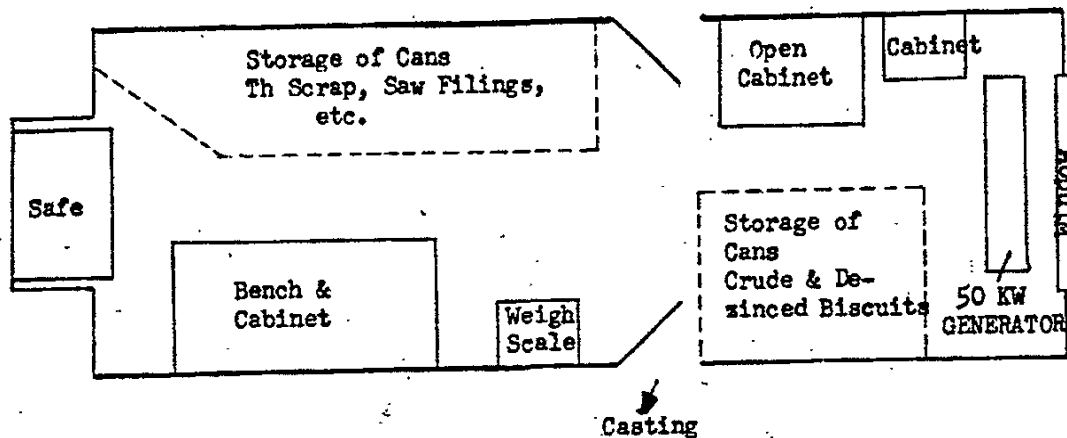 Storage of Cans
Th Scrap, Saw Filings,
etc.
Open
Cabinet
Cabinet
Safe
Bench &
Cabinet
Weigh
Scale
Storage of
Cans
Crude & De-
zinced Biscuits
50 KW
GENERATOR
Casting